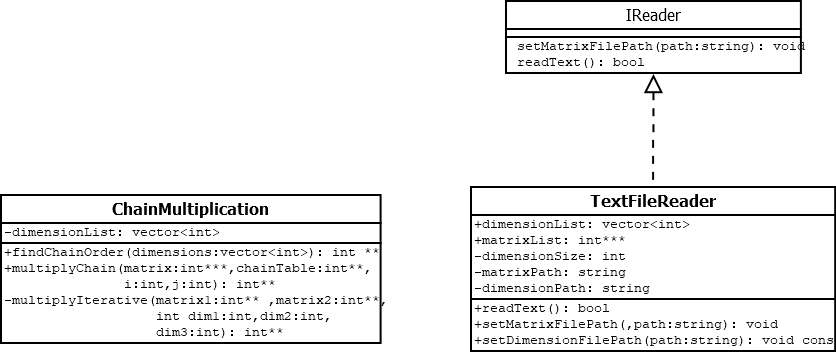 IReader
setMatrixFilePath(path:string): void
readText(): bool
ChainMultiplication
-dimensionList: vector<int>
+findChainOrder(dimensions:vector<int>): int **
+multiplyChain(matrix:int***,chainTable:int**,
i:int,j:int): int**
-multiplyIterative(matrix1:int** ,matrix2:int**,
int dim1:int,dim2:int,
dim3:int): int**
TextFileReader
+dimensionList: vector<int>
+matrixList: int***
-dimensionSize: int
-matrixPath: string
-dimensionPath: string
+readText(): bool
+setMatrixFilePath(,path:string): void
+setDimensionFilePath(path:string): void cons